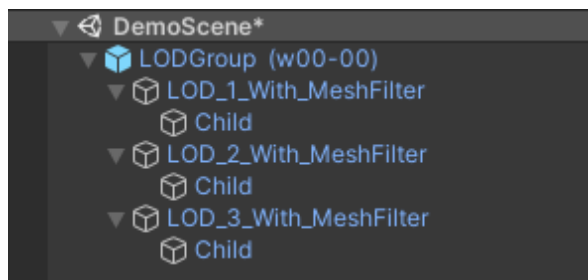 DemoScene*
LODGroup (w00-00)
LOD_1_With_MeshFilter
Child
LOD_2_With_MeshFilter
Child
LOD_3_With_MeshFilter
Child